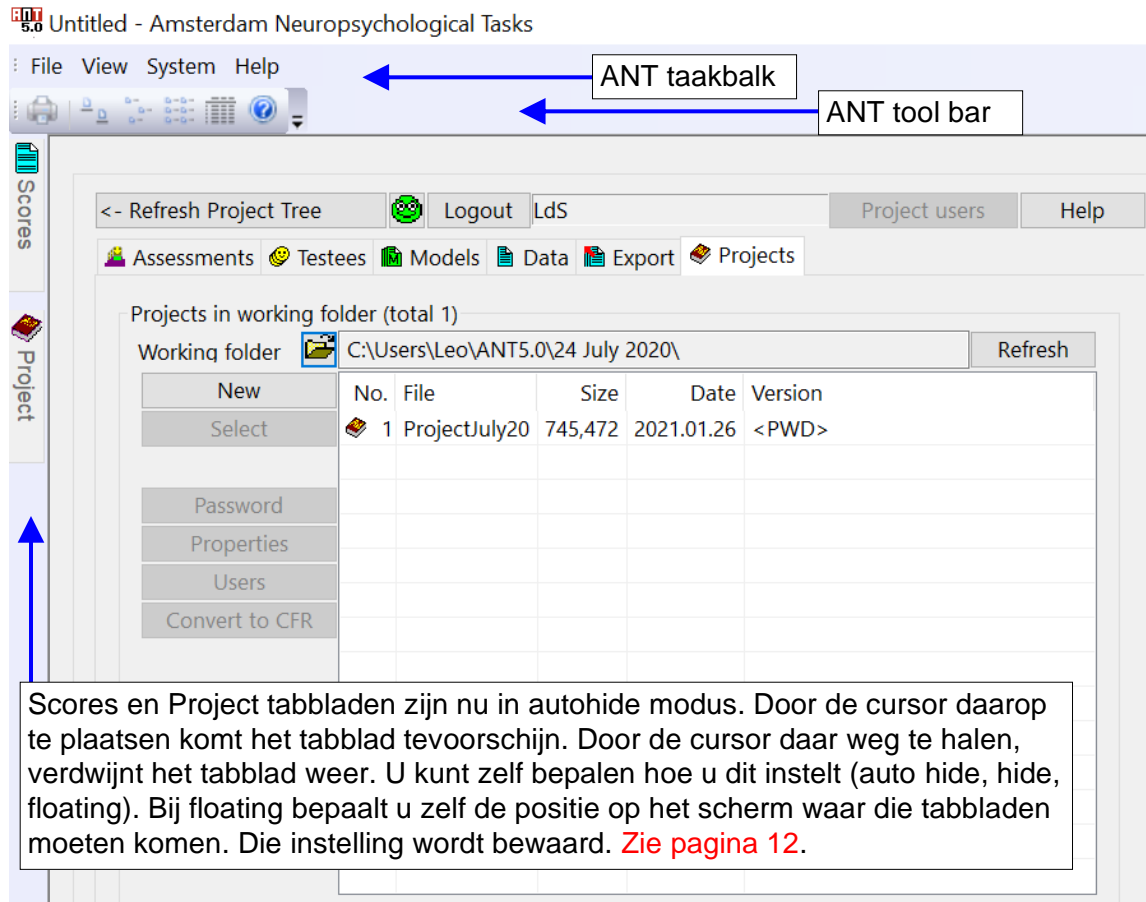 ANT 5.0 Untitled - Amsterdam Neuropsychological Tasks
File View System Help
ANT taakbalk
ANT tool bar
Scores
Project
<- Refresh Project Tree Logout LdS Project users Help
Assessments Testees M Models Data Export Projects
Projects in working folder (total 1)
Working folder C:\Users\Leo\ANT5.0\24 July 2020\ Refresh
New No. File Size Date Version
Select 1 ProjectJuly20 745,472 2021.01.26 <PWD>
Password
Properties
Users
Convert to CFR
Scores en Project tabbladen zijn nu in autohide modus. Door de cursor daarop
te plaatsen komt het tabblad tevoorschijn. Door de cursor daar weg te halen,
verdwijnt het tabblad weer. U kunt zelf bepalen hoe u dit instelt (auto hide, hide,
floating). Bij floating bepaalt u zelf de positie op het scherm waar die tabbladen
moeten komen. Die instelling wordt bewaard. Zie pagina 12.